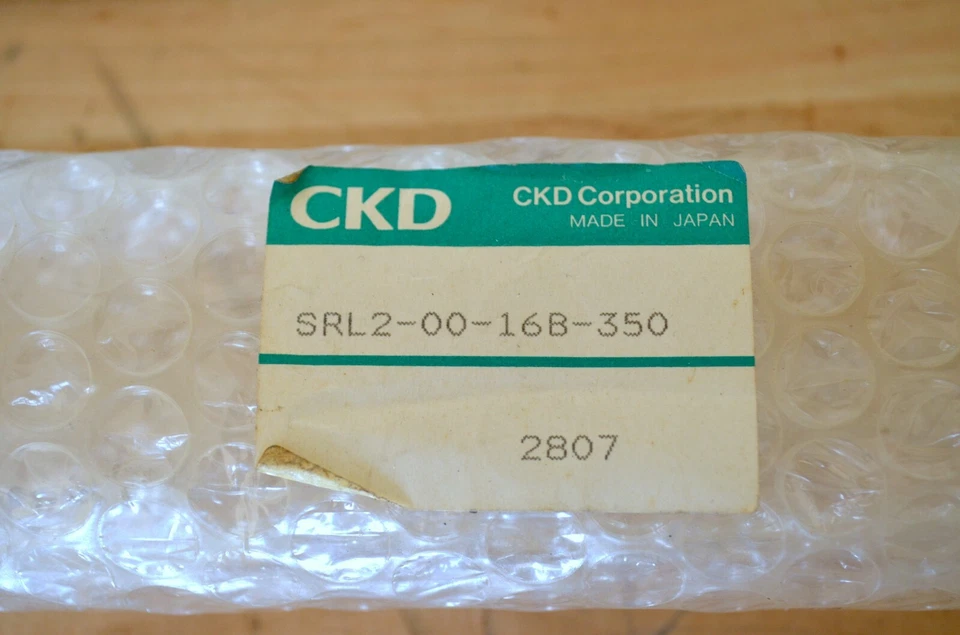 CKD
CKD Corporation
MADE IN JAPAN
SRL2-00-16B-350
2807